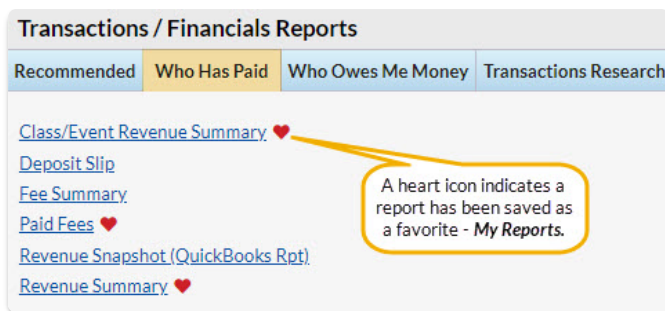 Transactions / Financials Reports
Recommended Who Has Paid Who Owes Me Money Transactions Research
Class/Event Revenue Summary
Deposit Slip
Fee Summary
Paid Fees
Revenue Snapshot (QuickBooks Rpt)
Revenue Summary
A heart icon indicates a
report has been saved as
a favorite - My Reports.